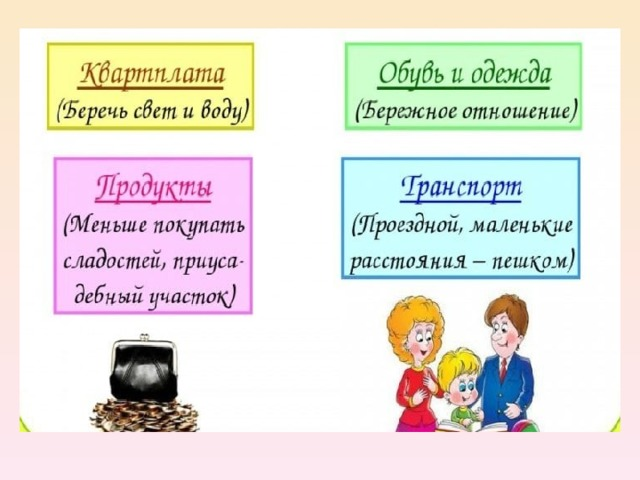 Квартплата
(Беречь свет и воду)
Обувь и одежда
(Бережное отношение)
Продукты
(Меньше покупать
сладостей, приуса-
дебный участок)
Транспорт
(Проездной, маленькие
расстояния – пешком)